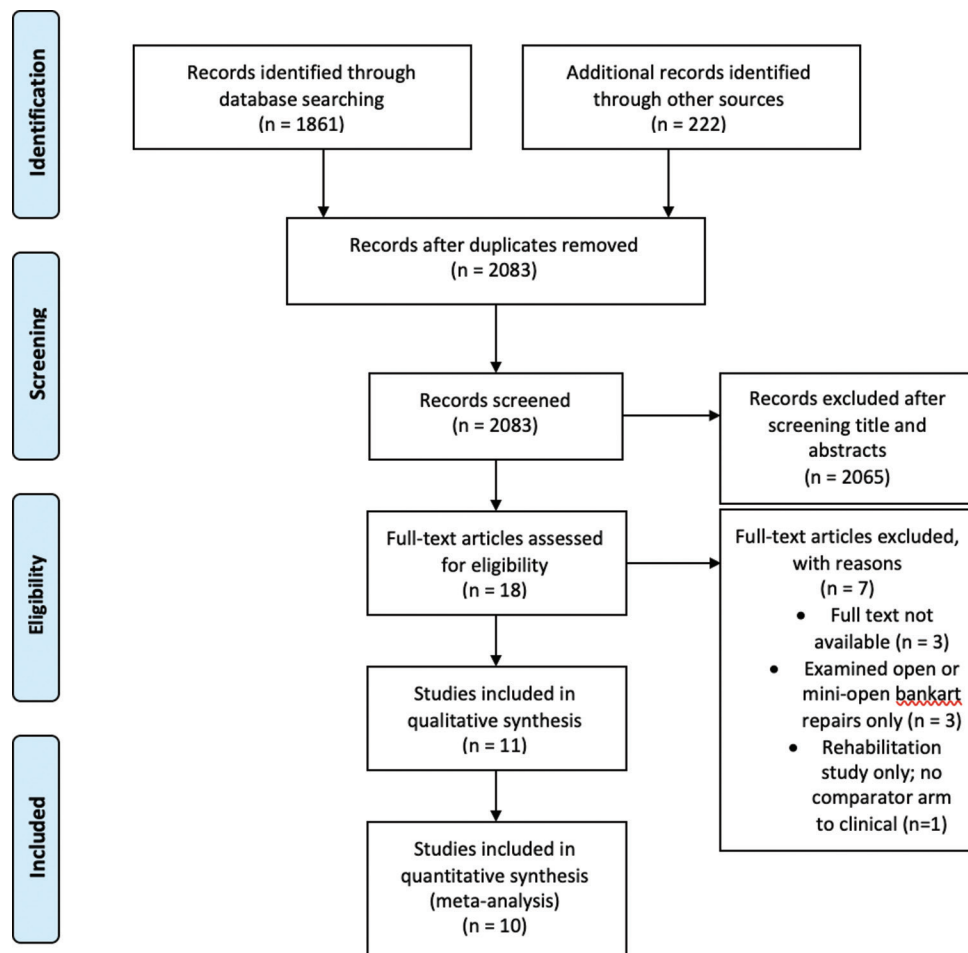 Identification
Records identified through
database searching
(n = 1861)
Additional records identified
through other sources
(n = 222)
Records after duplicates removed
(n = 2083)
Screening
Records screened
(n = 2083)
Records excluded after
screening title and
abstracts
(n = 2065)
Eligibility
Full-text articles assessed
for eligibility
(n = 18)
Full-text articles excluded,
with reasons
(n = 7)
• Full text not
available (n = 3)
• Examined open or
mini-open bankart
repairs only (n = 3)
• Rehabilitation
study only; no
comparator arm
to clinical (n=1)
Studies included in
qualitative synthesis
(n = 11)
Included
Studies included in
quantitative synthesis
(meta-analysis)
(n = 10)